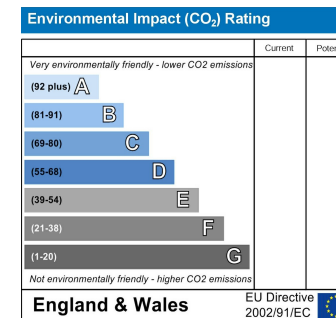 Environmental Impact (CO₂) Rating
Current
Very environmentally friendly - lower CO2 emissions
(92 plus) A
(81-91) B
(69-80) C
(55-68) D
(39-54) E
(21-38) F
(1-20) G
Not environmentally friendly - higher CO2 emissions
England & Wales
EU Directive
2002/91/EC